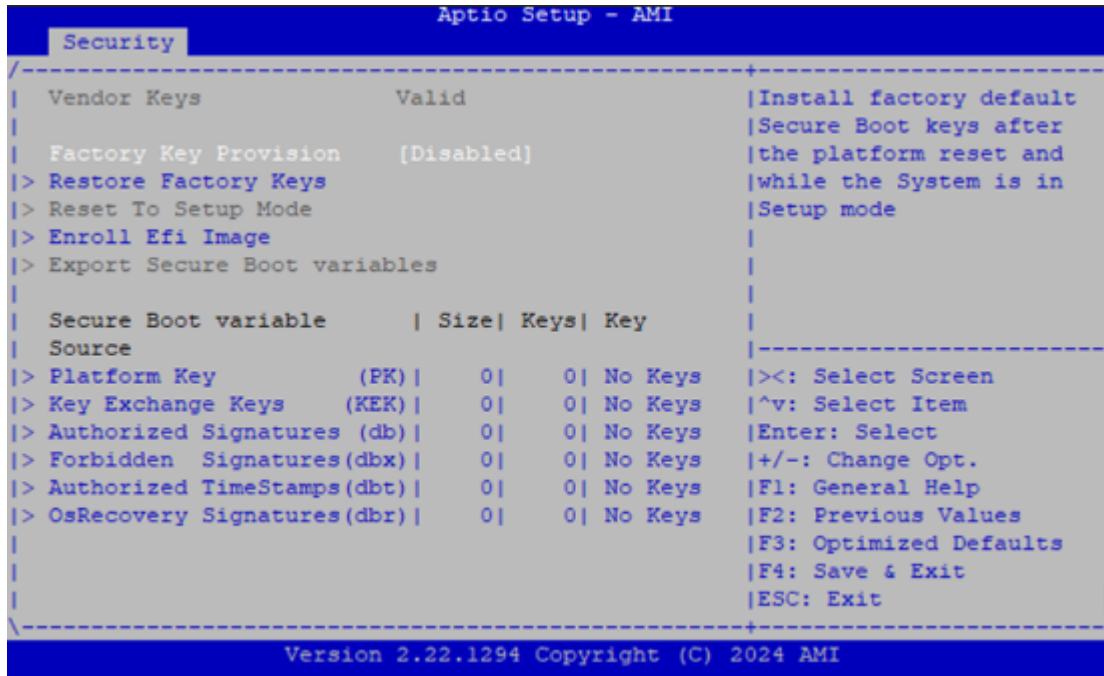 Aptio Setup - AMI
Security
/----------------------------------------------------+-------------------------
| Vendor Keys Valid |Install factory default
| |Secure Boot keys after
| Factory Key Provision [Disabled] |the platform reset and
|> Restore Factory Keys |while the System is in
|> Reset To Setup Mode |Setup mode
|> Enroll Efi Image |
|> Export Secure Boot variables |
| |
| Secure Boot variable | Size| Keys| Key |
| Source |-------------------------
|> Platform Key (PK)| 0| 0| No Keys |><: Select Screen
|> Key Exchange Keys (KEK)| 0| 0| No Keys |^v: Select Item
|> Authorized Signatures (db)| 0| 0| No Keys |Enter: Select
|> Forbidden Signatures(dbx)| 0| 0| No Keys |+/-: Change Opt.
|> Authorized TimeStamps(dbt)| 0| 0| No Keys |F1: General Help
|> OsRecovery Signatures(dbr)| 0| 0| No Keys |F2: Previous Values
| |F3: Optimized Defaults
| |F4: Save & Exit
| |ESC: Exit
\----------------------------------------------------+-------------------------
Version 2.22.1294 Copyright (C) 2024 AMI